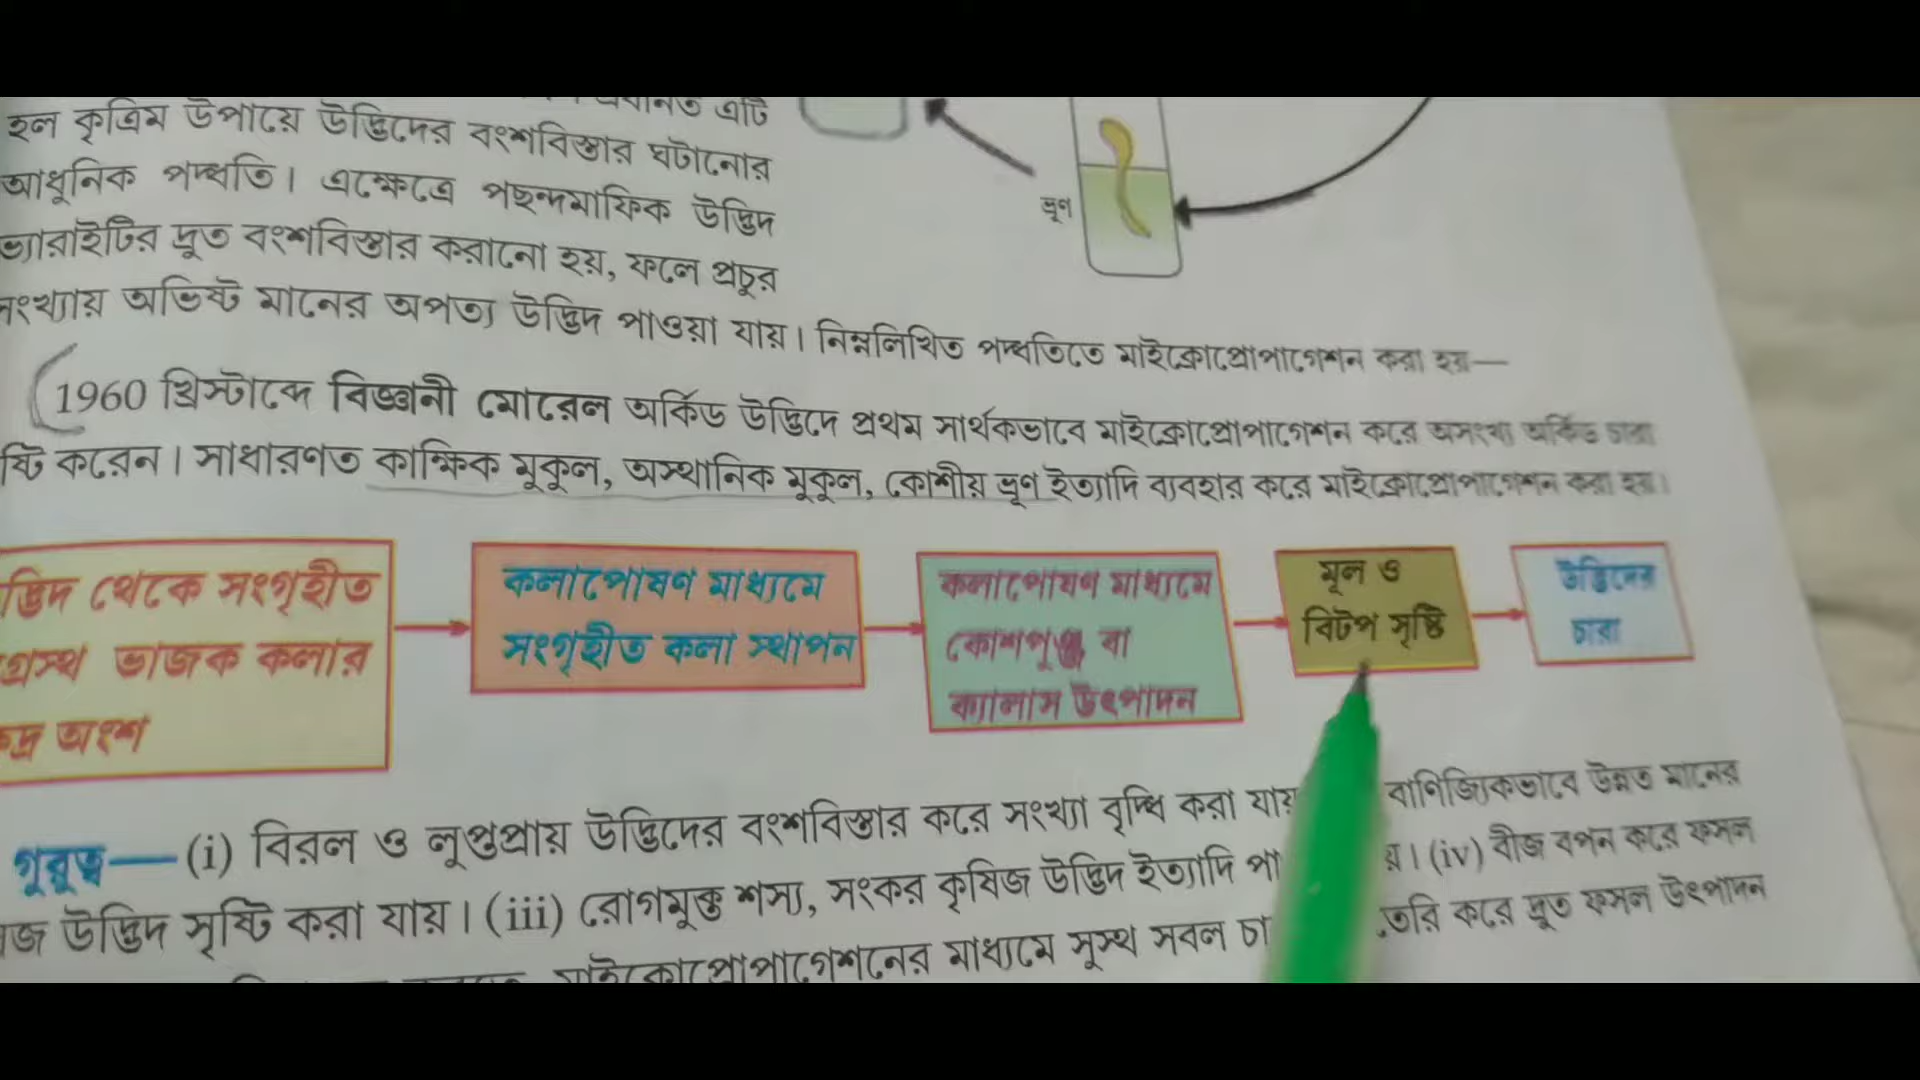 এটি
হল কৃত্রিম উপায়ে উদ্ভিদের বংশবিস্তার ঘটানোর
আধুনিক পদ্ধতি। এক্ষেত্রে পছন্দমাফিক উদ্ভিদ
ভ্যারাইটির দ্রুত বংশবিস্তার করানো হয়, ফলে প্রচুর
ভ্রূণ
সংখ্যায় অভিষ্ট মানের অপত্য উদ্ভিদ পাওয়া যায়। নিম্নলিখিত পদ্ধতিতে মাইক্রোপ্রোপাগেশন করা হয়—
1960 খ্রিস্টাব্দে বিজ্ঞানী মোরেল অর্কিড উদ্ভিদে প্রথম সার্থকভাবে মাইক্রোপ্রোপাগেশন করে অসংখ্য অর্কিড চারা
ষ্টি করেন। সাধারণত কাক্ষিক মুকুল, অস্থানিক মুকুল, কোশীয় ভ্রূণ ইত্যাদি ব্যবহার করে মাইক্রোপ্রোপাগেশন করা হয়।
দ্ভিদ থেকে সংগৃহীত
গ্রস্থ ভাজক কলার
দ্র অংশ
কলাপোষণ মাধ্যমে
সংগৃহীত কলা স্থাপন
কলাপোষণ মাধ্যমে
কোশপুঞ্জ বা
ক্যালাস উৎপাদন
মূল ও
বিটপ সৃষ্টি
উদ্ভিদের
চারা
গুরুত্ব— (i) বিরল ও লুপ্তপ্রায় উদ্ভিদের বংশবিস্তার করে সংখ্যা বৃদ্ধি করা যায় বাণিজ্যিকভাবে উন্নত মানের
জ উদ্ভিদ সৃষ্টি করা যায়। (iii) রোগমুক্ত শস্য, সংকর কৃষিজ উদ্ভিদ ইত্যাদি পা য়। (iv) বীজ বপন করে ফসল
মাইক্রোপ্রোপাগেশনের মাধ্যমে সুস্থ সবল চা তৈরি করে দ্রুত ফসল উৎপাদন